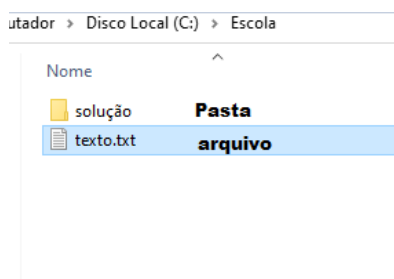 utador > Disco Local (C:) > Escola
Nome
solução Pasta
texto.txt arquivo